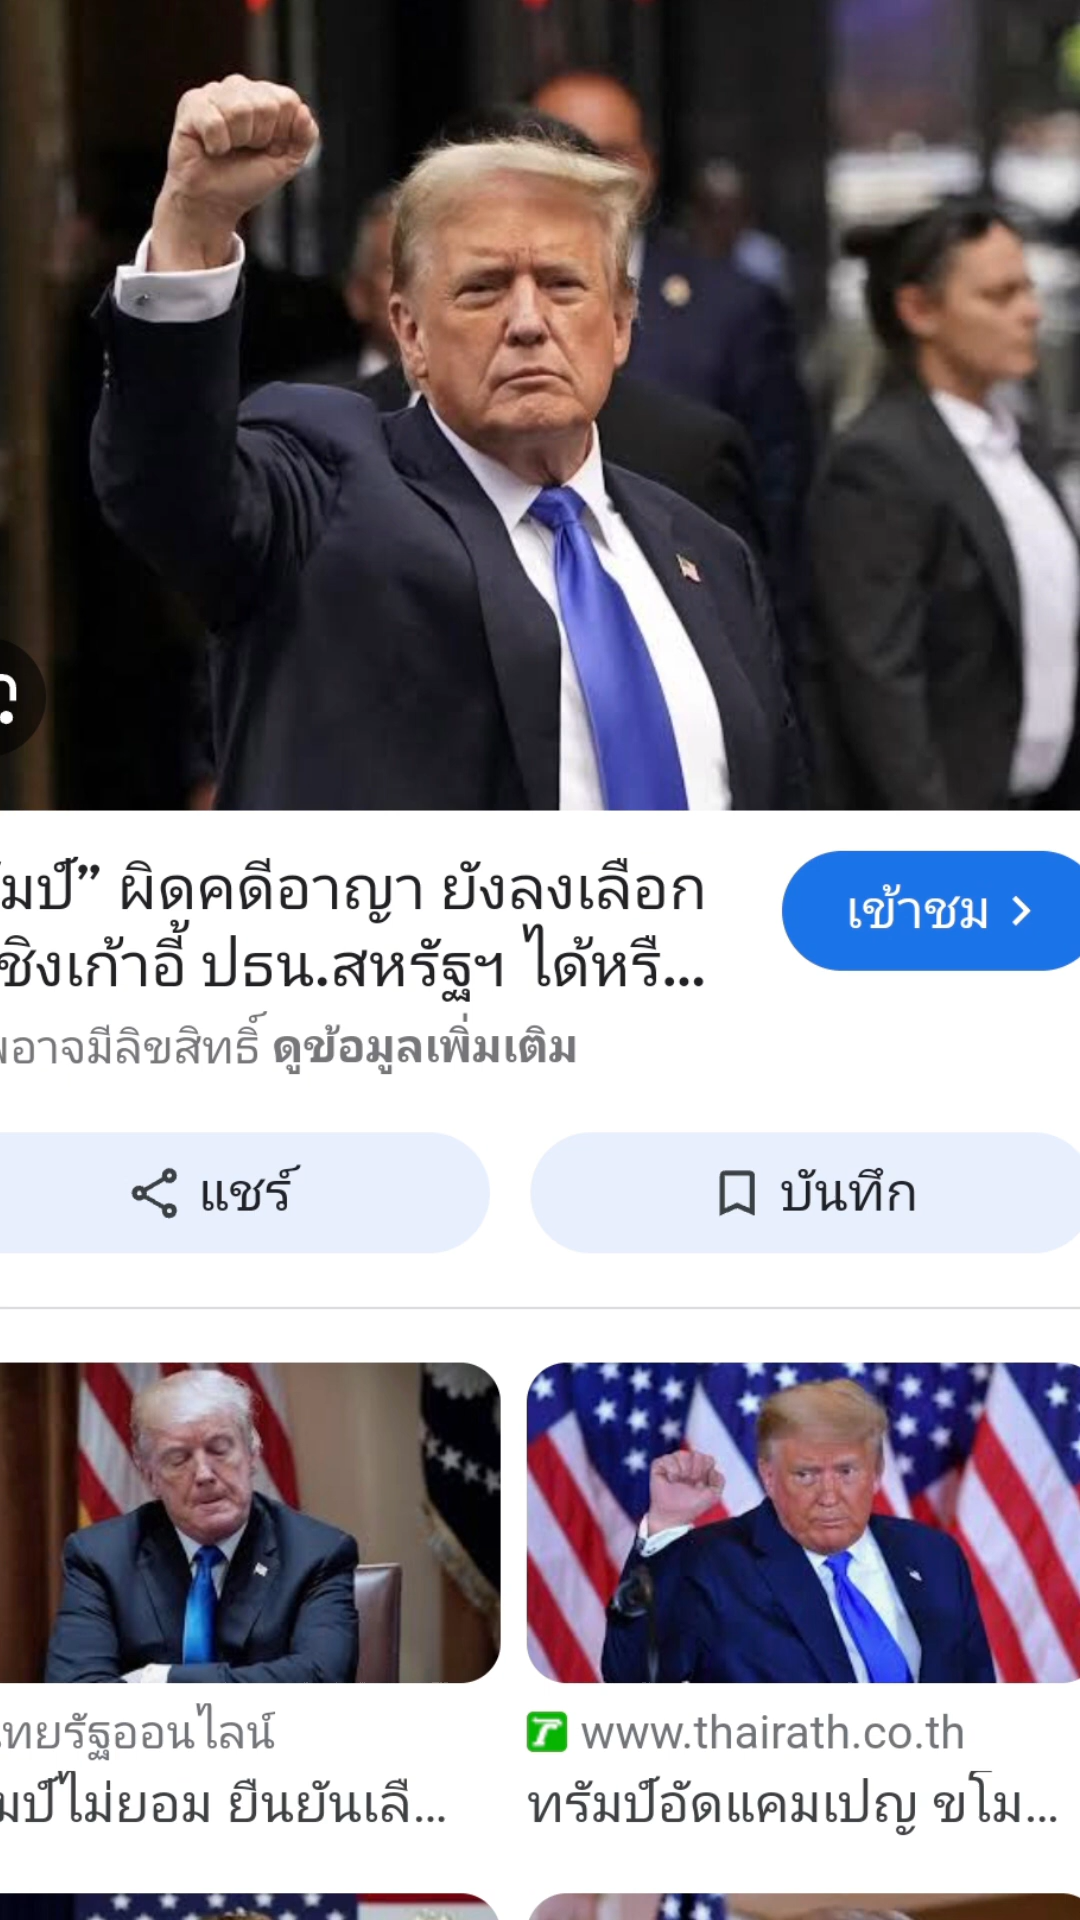 มป์” ผิดคดีอาญา ยังลงเลือก
ชิงเก้าอี้ ปธน.สหรัฐฯ ได้หรื...
เข้าชม
อาจมีลิขสิทธิ์ ดูข้อมูลเพิ่มเติม
แชร์
บันทึก
ทยรัฐออนไลน์
มป์ไม่ยอม ยืนยันเลื...
www.thairath.co.th
ทรัมป์อัดแคมเปญ ขโม...